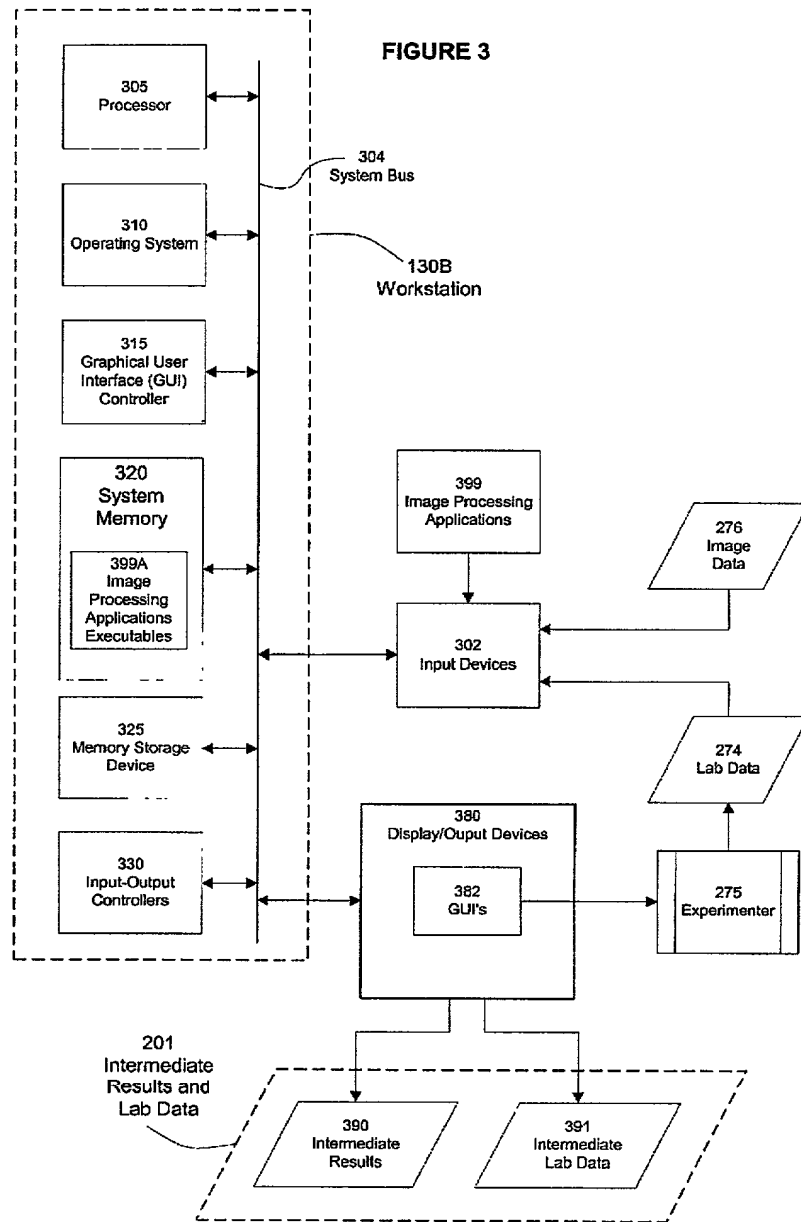 FIGURE 3
305
Processor
304
System Bus
310
Operating System
130B
Workstation
315
Graphical User
Interface (GUI)
Controller
320
System
Memory
399A
Image
Processing
Applications
Executables
399
Image Processing
Applications
276
Image
Data
302
Input Devices
325
Memory Storage
Device
274
Lab Data
380
Display/Ouput Devices
382
GUI's
330
Input-Output
Controllers
275
Experimenter
201
Intermediate
Results and
Lab Data
390
Intermediate
Results
391
Intermediate
Lab Data